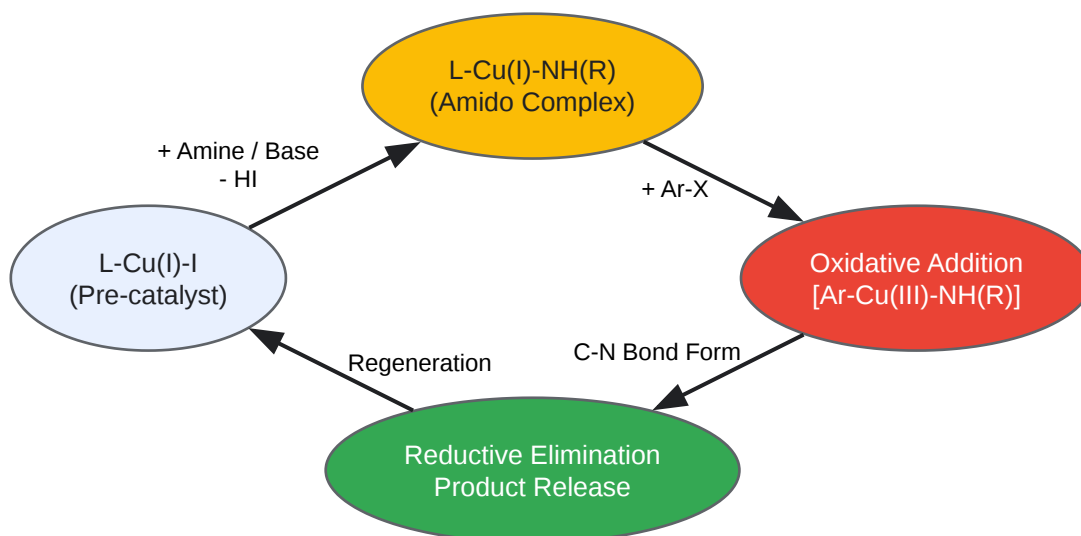 L-Cu(I)-NH(R)
(Amido Complex)
+ Amine / Base
- HI
+ Ar-X
L-Cu(I)-I
(Pre-catalyst)
Oxidative Addition
[Ar-Cu(III)-NH(R)]
C-N Bond Form
Regeneration
Reductive Elimination
Product Release